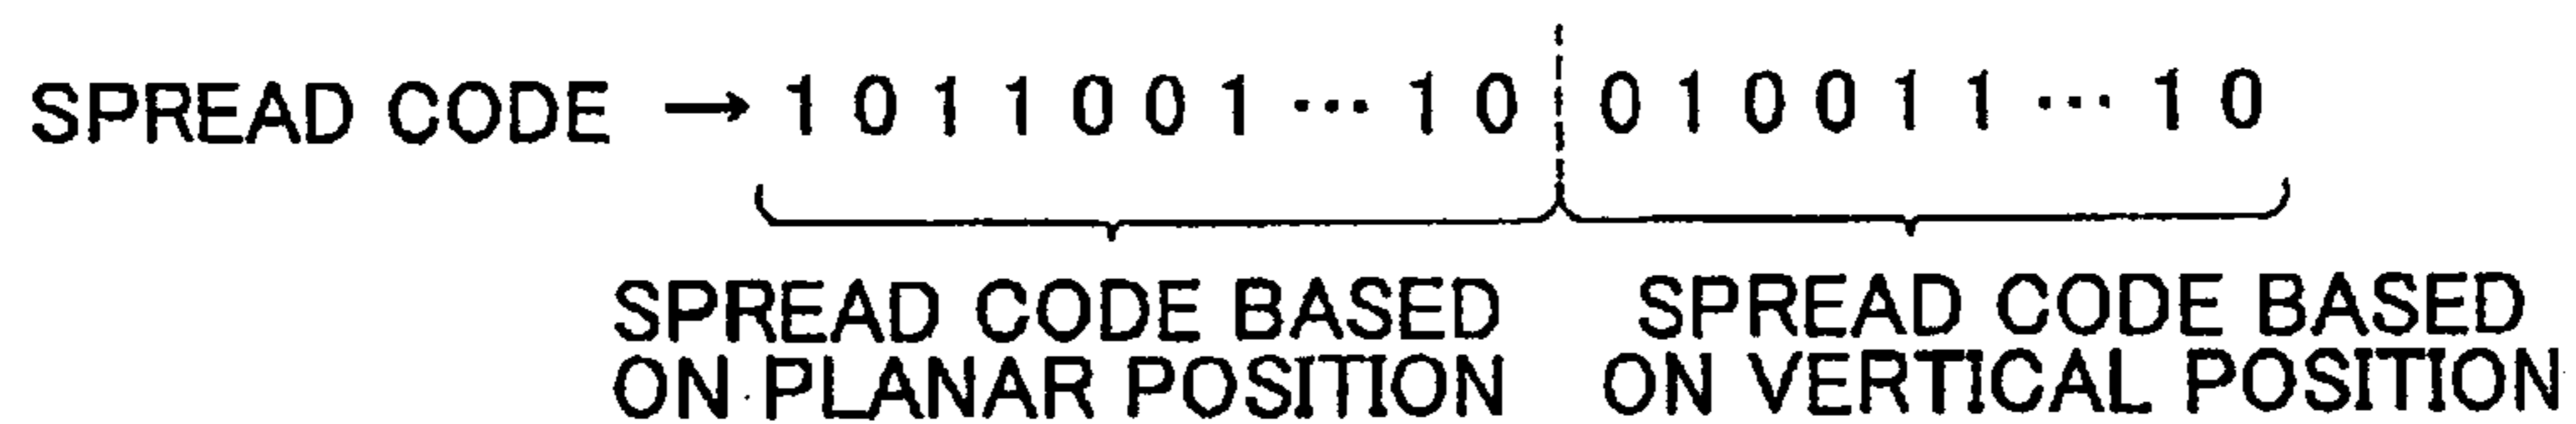 SPREAD CODE → 1 0 1 1 0 0 1 ··· 1 0 0 1 0 0 1 1 ··· 1 0
SPREAD CODE BASED
ON PLANAR POSITION
SPREAD CODE BASED
ON VERTICAL POSITION